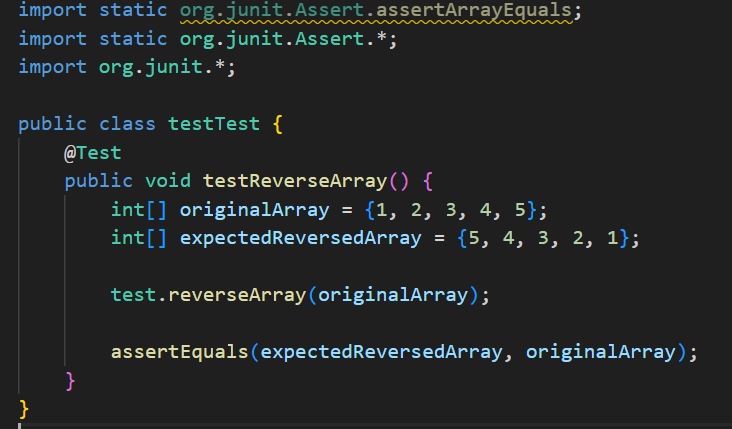 import static org.junit.Assert.assertArrayEquals;
import static org.junit.Assert.*;
import org.junit.*;

public class testTest {
    @Test
    public void testReverseArray() {
        int[] originalArray = {1, 2, 3, 4, 5};
        int[] expectedReversedArray = {5, 4, 3, 2, 1};

        test.reverseArray(originalArray);

        assertEquals(expectedReversedArray, originalArray);
    }
}